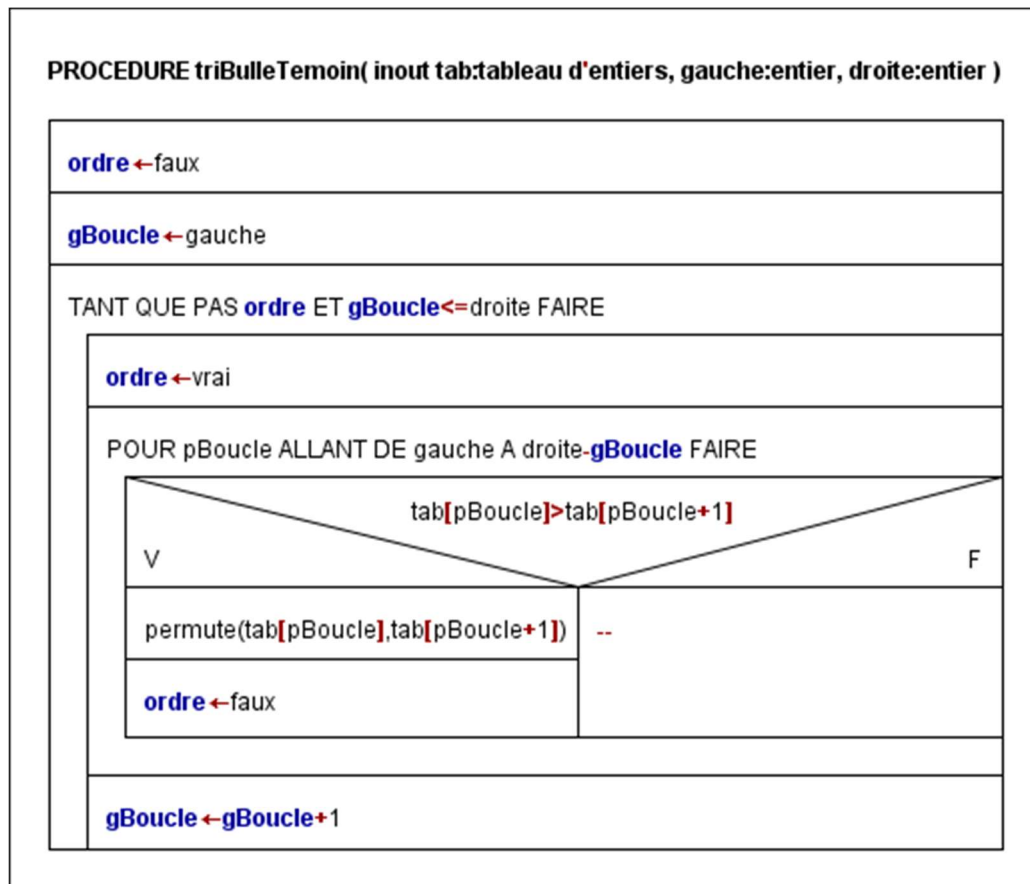 PROCEDURE triBulleTemoin( inout tab:tableau d'entiers, gauche:entier, droite:entier )
ordre←faux
gBoucle←gauche
TANT QUE PAS ordre ET gBoucle<=droite FAIRE
ordre←vrai
POUR pBoucle ALLANT DE gauche A droite-gBoucle FAIRE
tab[pBoucle]>tab[pBoucle+1]
V F
permute(tab[pBoucle],tab[pBoucle+1]) --
ordre←faux
gBoucle←gBoucle+1